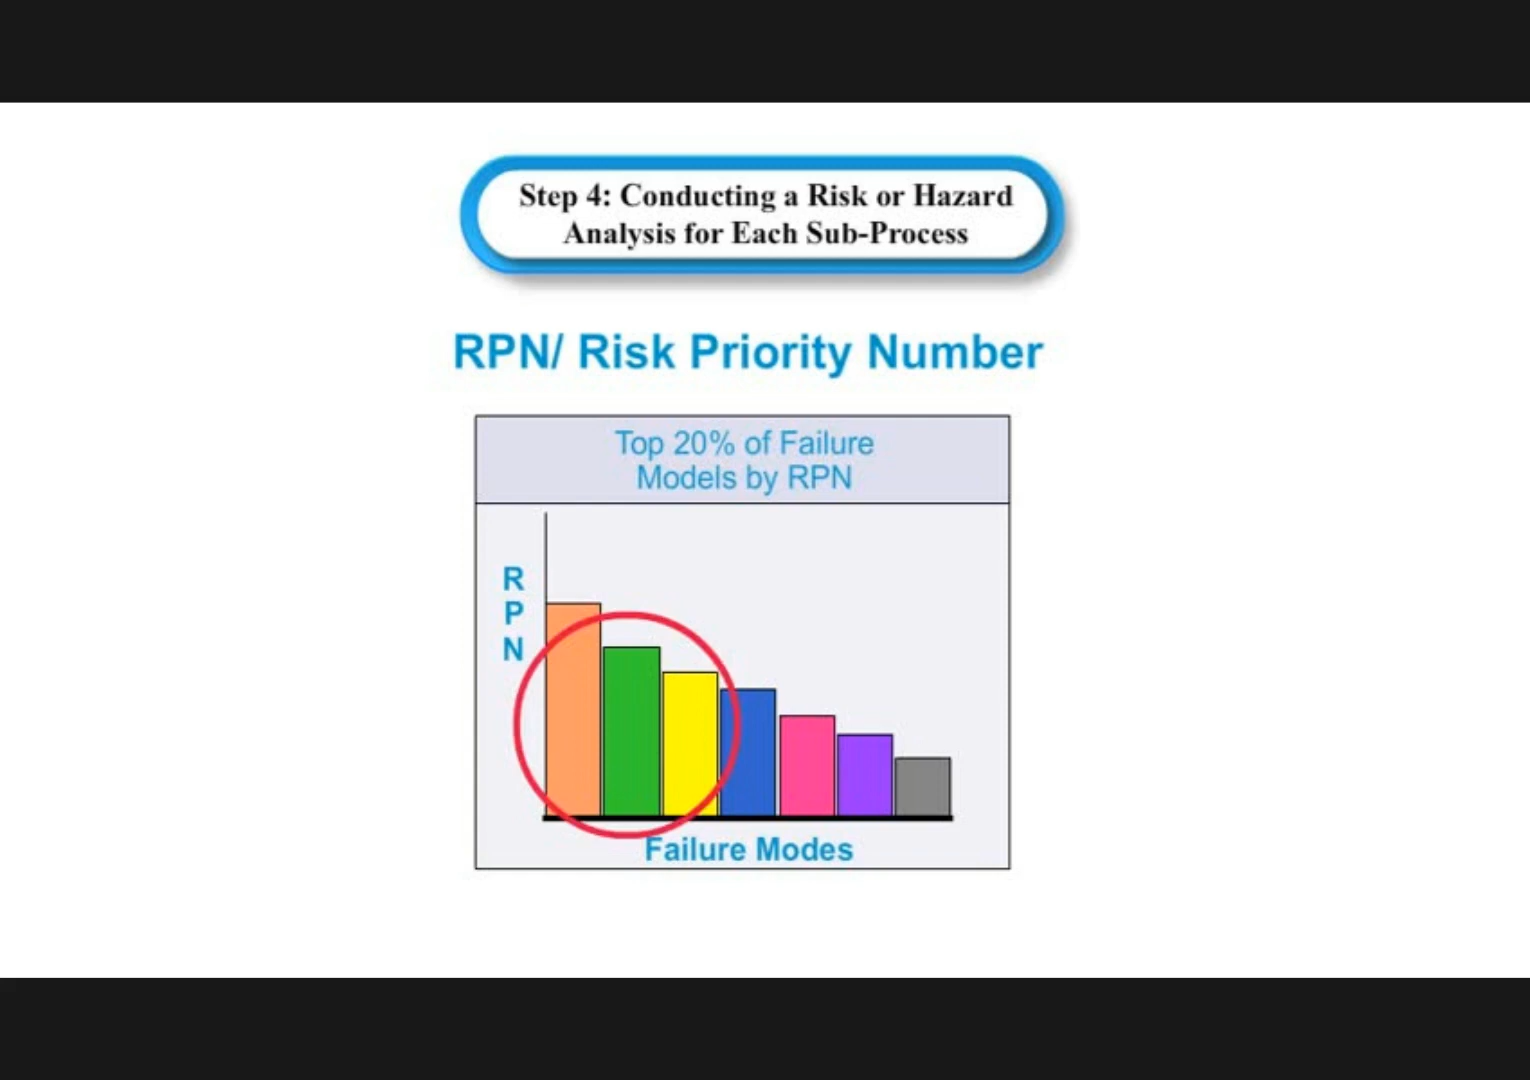 Step 4: Conducting a Risk or Hazard
Analysis for Each Sub-Process
RPN/ Risk Priority Number
Top 20% of Failure
Models by RPN
R
P
N
Failure Modes